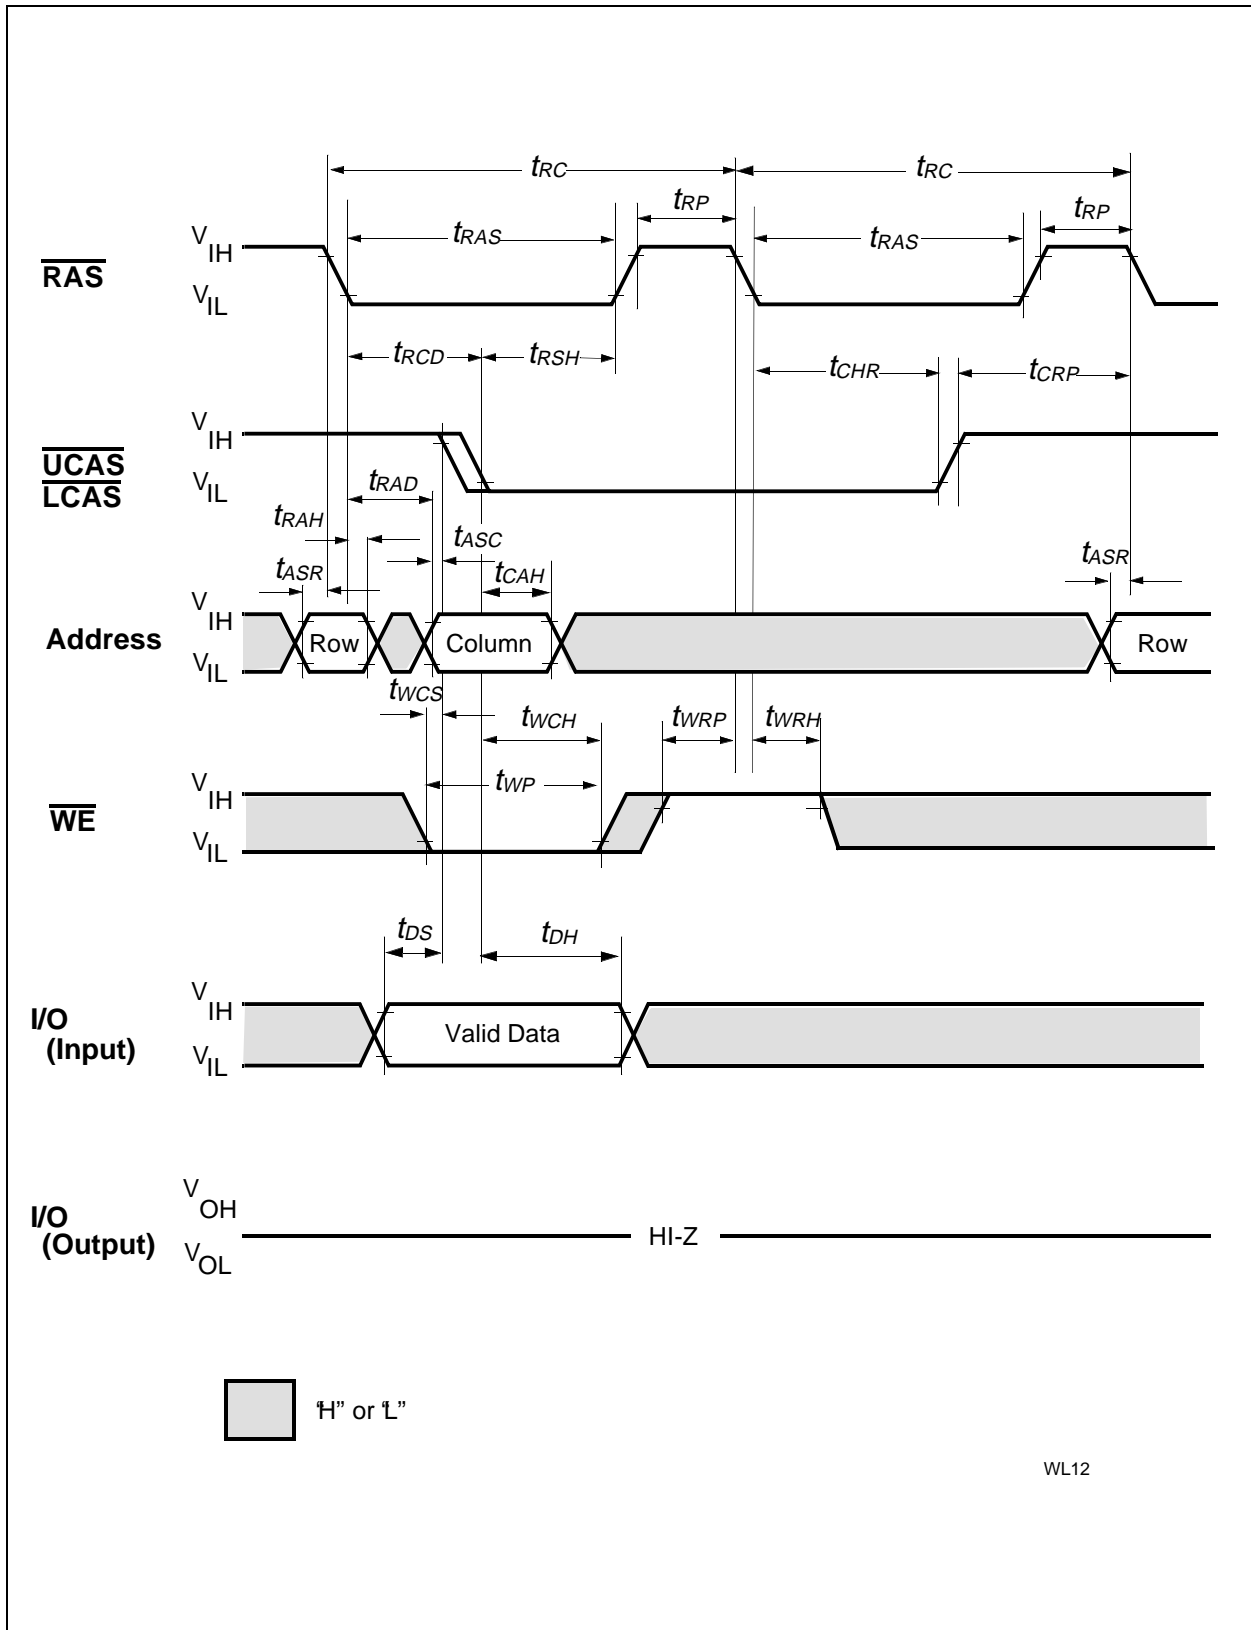 tRC tRC
tRP tRP
tRAS tRAS
VIH
RAS
VIL
tRCD tRSH
tCHR tCRP
VIH
UCAS
LCAS
VIL
tRAD
tRAH
tASC
tASR tCAH tASR
VIH
Address Row Column Row
VIL
tWCS
tWCH tWRP tWRH
tWP
VIH
WE
VIL
tDS tDH
VIH
I/O
(Input)
Valid Data
VIL
VOH
I/O
(Output)
HI-Z
VOL
“H” or “L”
WL12